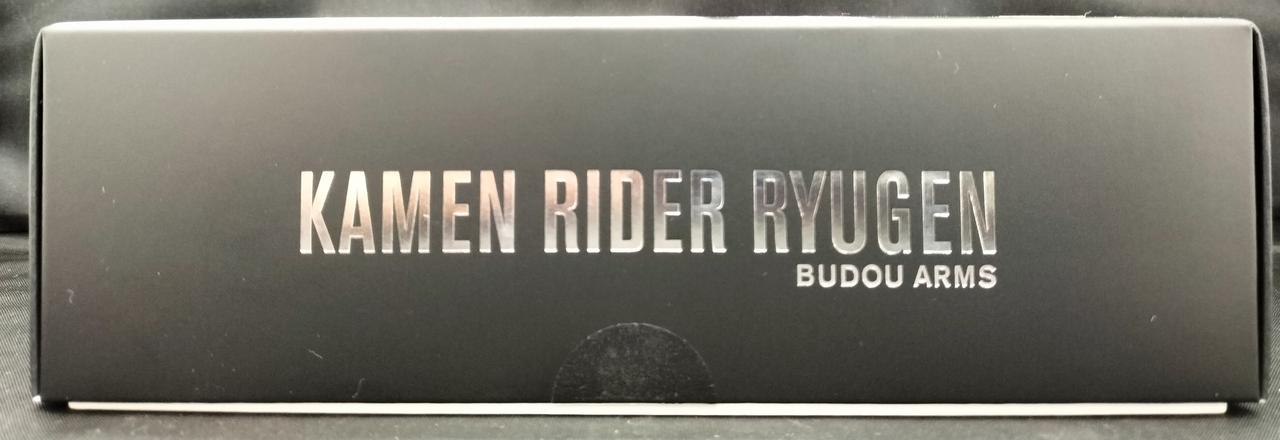 KAMEN RIDER RYUGEN
BUDOU ARMS